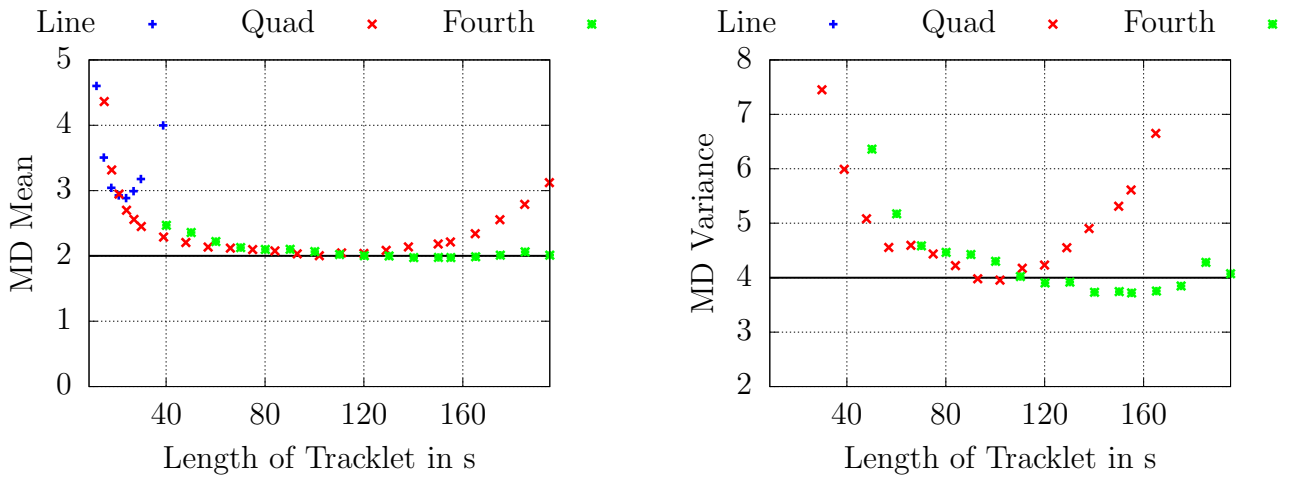 Line Quad Fourth
5
4
3
2
1
0
MD Mean
40 80 120 160
Length of Tracklet in s
Line Quad Fourth
8
7
6
5
4
3
2
MD Variance
40 80 120 160
Length of Tracklet in s